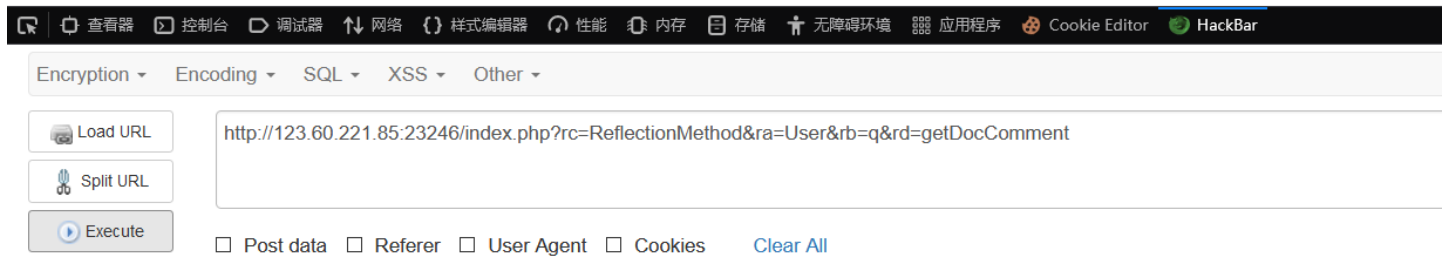 查看器 控制台 调试器 网络 样式编辑器 性能 内存 存储 无障碍环境 应用程序 Cookie Editor HackBar
Encryption Encoding SQL XSS Other
Load URL http://123.60.221.85:23246/index.php?rc=ReflectionMethod&ra=User&rb=q&rd=getDocComment
Split URL
Execute
Post data Referer User Agent Cookies Clear All